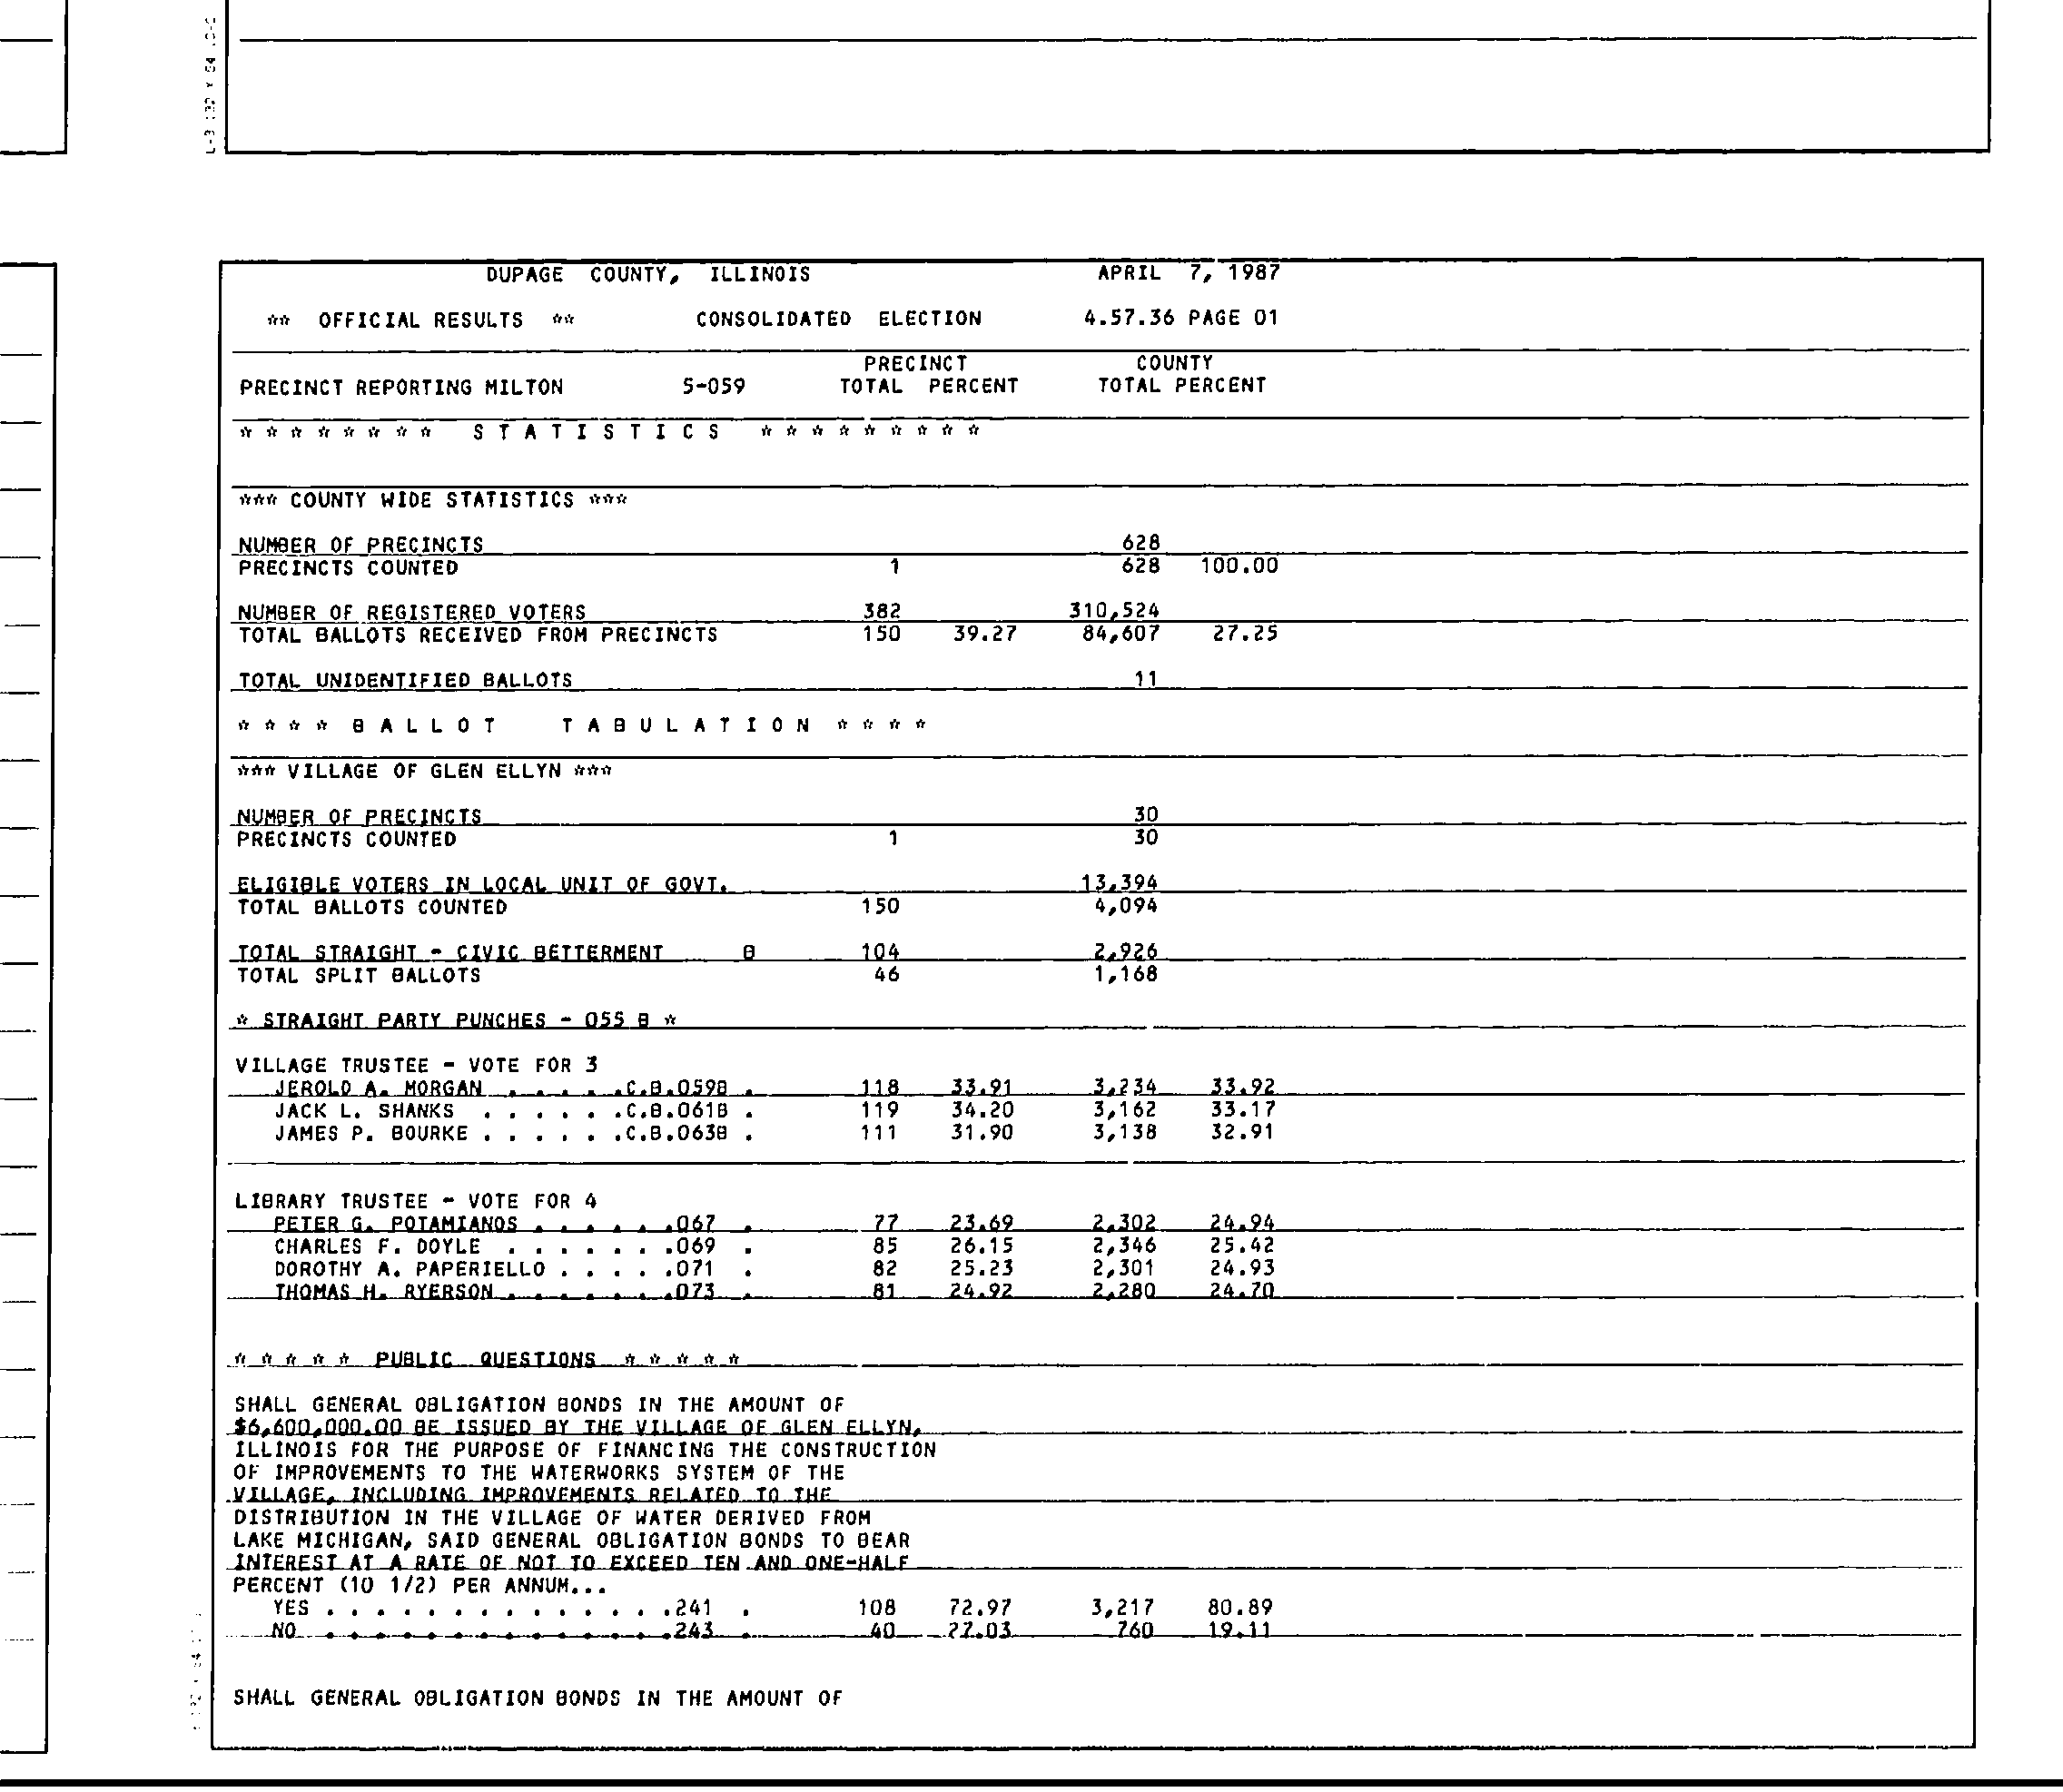 DUPAGE COUNTY, ILLINOIS APRIL 7, 1987
** OFFICIAL RESULTS ** CONSOLIDATED ELECTION 4.57.36 PAGE 01
PRECINCT COUNTY
PRECINCT REPORTING MILTON 5-059 TOTAL PERCENT TOTAL PERCENT
* * * * * * * * S T A T I S T I C S * * * * * * * * *
*** COUNTY WIDE STATISTICS ***
NUMBER OF PRECINCTS 628
PRECINCTS COUNTED 1 628 100.00
NUMBER OF REGISTERED VOTERS 382 310,524
TOTAL BALLOTS RECEIVED FROM PRECINCTS 150 39.27 84,607 27.25
TOTAL UNIDENTIFIED BALLOTS 11
* * * * B A L L O T T A B U L A T I O N * * * *
*** VILLAGE OF GLEN ELLYN ***
NUMBER OF PRECINCTS 30
PRECINCTS COUNTED 1 30
ELIGIBLE VOTERS IN LOCAL UNIT OF GOVT. 13,394
TOTAL BALLOTS COUNTED 150 4,094
TOTAL STRAIGHT - CIVIC BETTERMENT B 104 2,926
TOTAL SPLIT BALLOTS 46 1,168
* STRAIGHT PARTY PUNCHES - 055 B *
VILLAGE TRUSTEE - VOTE FOR 3
JEROLD A. MORGAN . . . . . .C.B.059B . 118 33.91 3,234 33.92
JACK L. SHANKS . . . . . .C.B.061B . 119 34.20 3,162 33.17
JAMES P. BOURKE . . . . . .C.B.063B . 111 31.90 3,138 32.91
LIBRARY TRUSTEE - VOTE FOR 4
PETER G. POTAMIANOS . . . . . .067 . 77 23.69 2,302 24.94
CHARLES F. DOYLE . . . . . . .069 . 85 26.15 2,346 25.42
DOROTHY A. PAPERIELLO . . . . .071 . 82 25.23 2,301 24.93
THOMAS H. RYERSON . . . . . . .073 . 81 24.92 2,280 24.70
* * * * * PUBLIC QUESTIONS * * * * *
SHALL GENERAL OBLIGATION BONDS IN THE AMOUNT OF
$6,600,000.00 BE ISSUED BY THE VILLAGE OF GLEN ELLYN,
ILLINOIS FOR THE PURPOSE OF FINANCING THE CONSTRUCTION
OF IMPROVEMENTS TO THE WATERWORKS SYSTEM OF THE
VILLAGE, INCLUDING IMPROVEMENTS RELATED TO THE
DISTRIBUTION IN THE VILLAGE OF WATER DERIVED FROM
LAKE MICHIGAN, SAID GENERAL OBLIGATION BONDS TO BEAR
INTEREST AT A RATE OF NOT TO EXCEED TEN AND ONE-HALF
PERCENT (10 1/2) PER ANNUM...
YES . . . . . . . . . . . . . .241 . 108 72.97 3,217 80.89
NO . . . . . . . . . . . . . .243 . 40 27.03 760 19.11
SHALL GENERAL OBLIGATION BONDS IN THE AMOUNT OF